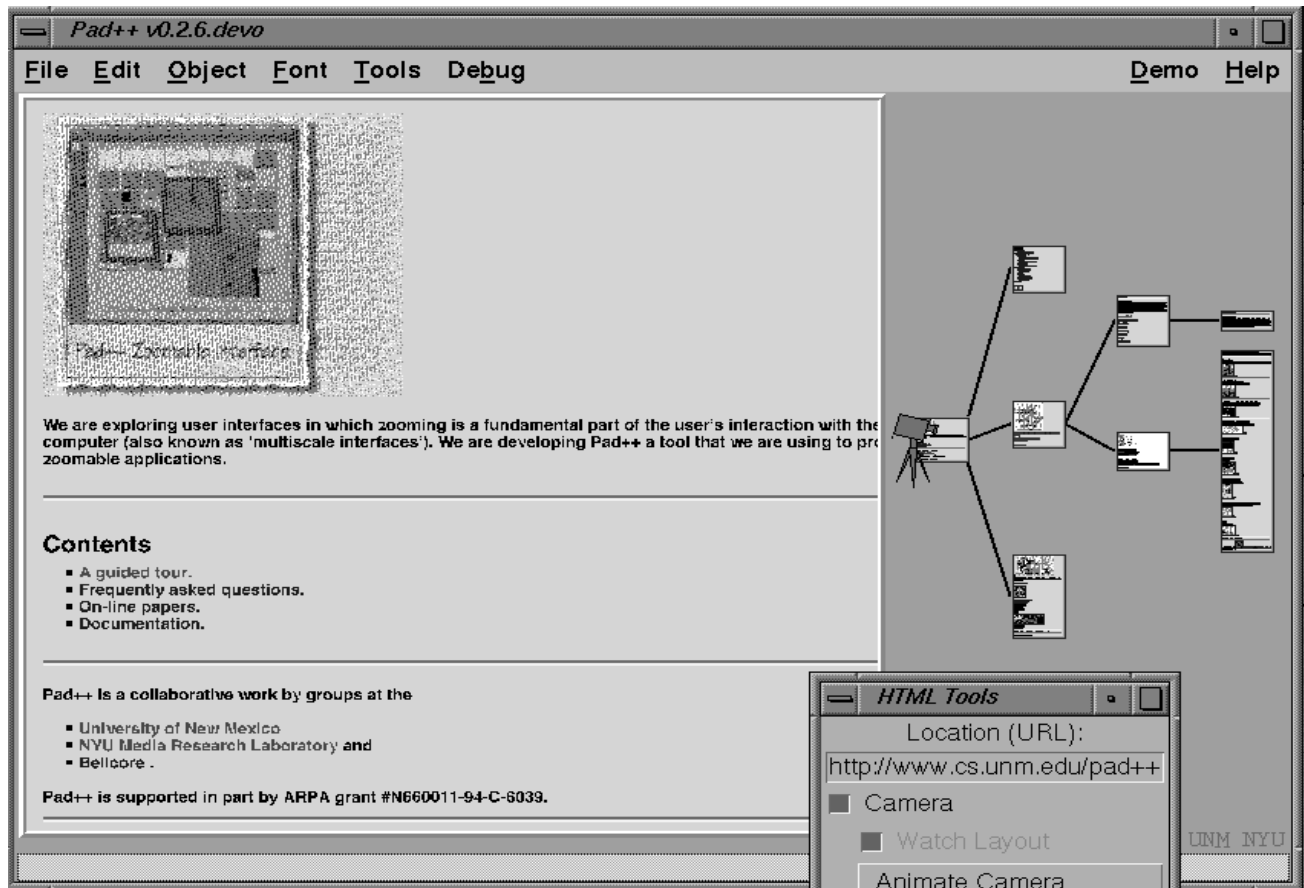 Pad++ v0.2.6.devo
File Edit Object Font Tools Debug Demo Help
Pad++ Zoomable Interface
We are exploring user interfaces in which zooming is a fundamental part of the user's interaction with the
computer (also known as 'multiscale interfaces'). We are developing Pad++ a tool that we are using to pro
zoomable applications.
Contents
▪ A guided tour.
▪ Frequently asked questions.
▪ On-line papers.
▪ Documentation.
Pad++ is a collaborative work by groups at the
▪ University of New Mexico
▪ NYU Media Research Laboratory and
▪ Bellcore .
Pad++ is supported in part by ARPA grant #N660011-94-C-6039.
HTML Tools
Location (URL):
http://www.cs.unm.edu/pad++
Camera
Watch Layout
Animate Camera
UNM NYU